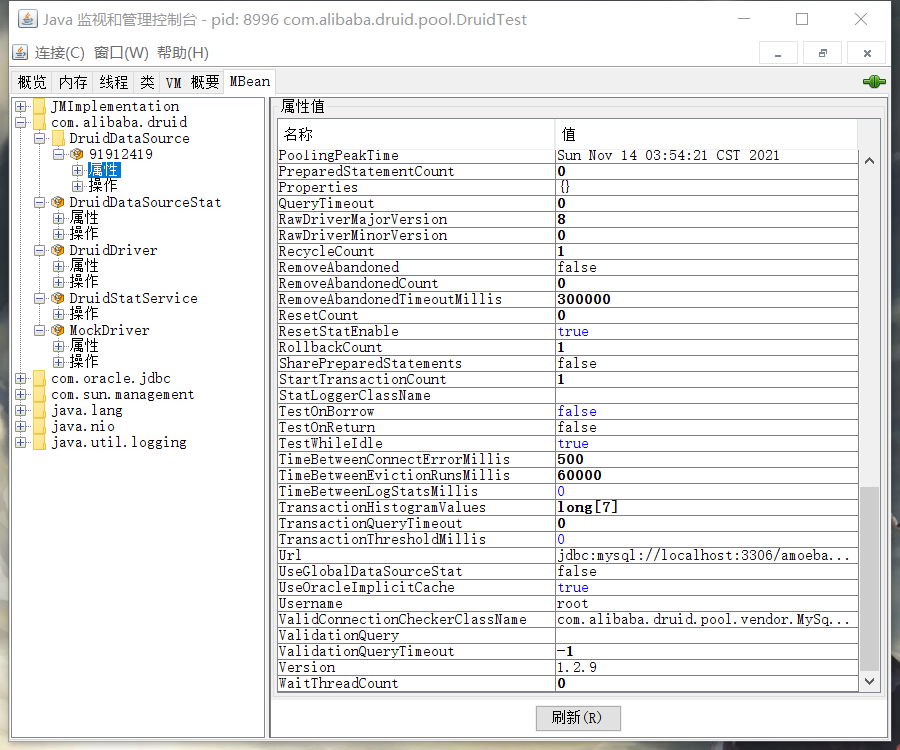 Java 监视和管理控制台 - pid: 8996 com.alibaba.druid.pool.DruidTest
连接(C) 窗口(W) 帮助(H)
概览 内存 线程 类 VM 概要 MBean
JMImplementation
com.alibaba.druid
DruidDataSource
91912419
属性
操作
DruidDataSourceStat
属性
操作
DruidDriver
属性
操作
DruidStatService
操作
MockDriver
属性
操作
com.oracle.jdbc
com.sun.management
java.lang
java.nio
java.util.logging
属性值
名称 值
PoolingPeakTime Sun Nov 14 03:54:21 CST 2021
PreparedStatementCount 0
Properties {}
QueryTimeout 0
RawDriverMajorVersion 8
RawDriverMinorVersion 0
RecycleCount 1
RemoveAbandoned false
RemoveAbandonedCount 0
RemoveAbandonedTimeoutMillis 300000
ResetCount 0
ResetStatEnable true
RollbackCount 1
SharePreparedStatements false
StartTransactionCount 1
StatLoggerClassName
TestOnBorrow false
TestOnReturn false
TestWhileIdle true
TimeBetweenConnectErrorMillis 500
TimeBetweenEvictionRunsMillis 60000
TimeBetweenLogStatsMillis 0
TransactionHistogramValues long[7]
TransactionQueryTimeout 0
TransactionThresholdMillis 0
Url jdbc:mysql://localhost:3306/amoeba...
UseGlobalDataSourceStat false
UseOracleImplicitCache true
Username root
ValidConnectionCheckerClassName com.alibaba.druid.pool.vendor.MySq...
ValidationQuery
ValidationQueryTimeout -1
Version 1.2.9
WaitThreadCount 0
刷新(R)